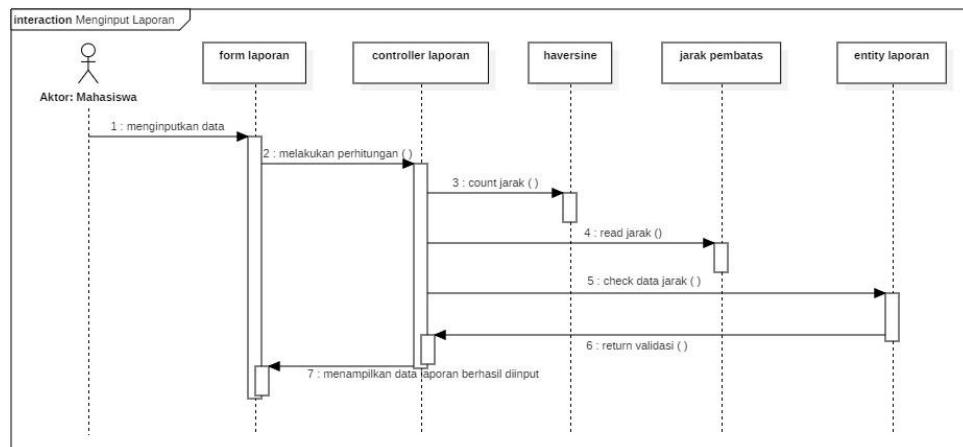 interaction Menginput Laporan
form laporan
controller laporan
haversine
jarak pembatas
entity laporan
Aktor: Mahasiswa
1 : menginputkan data
2 : melakukan perhitungan ( )
3 : count jarak ( )
4 : read jarak ()
5 : check data jarak ( )
6 : return validasi ( )
7 : menampilkan data laporan berhasil diinput